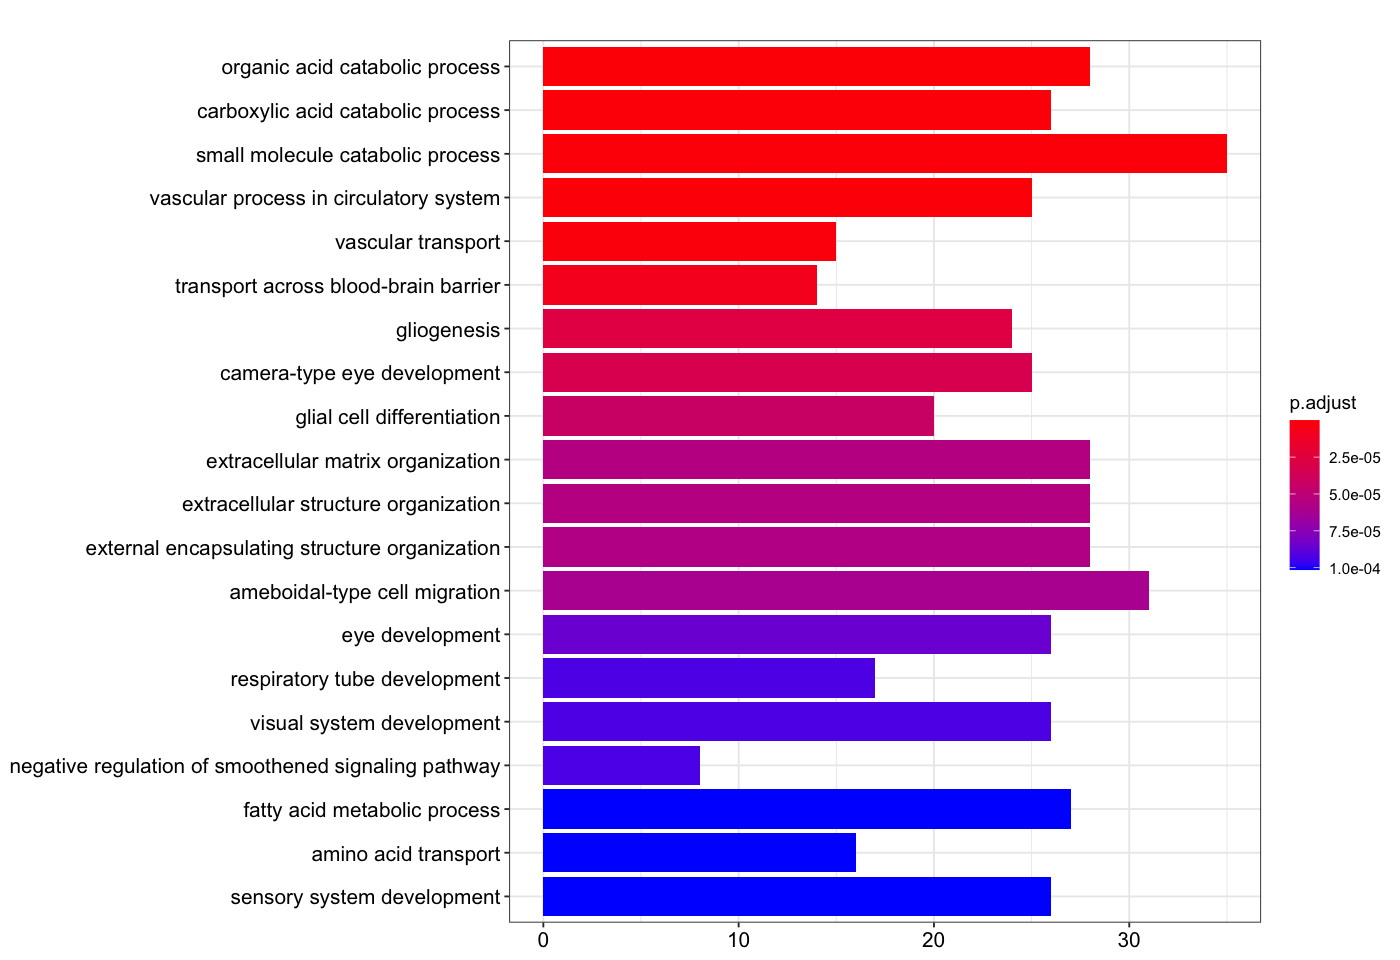 organic acid catabolic process
carboxylic acid catabolic process
small molecule catabolic process
vascular process in circulatory system
vascular transport
transport across blood-brain barrier
gliogenesis
camera-type eye development
glial cell differentiation
extracellular matrix organization
extracellular structure organization
external encapsulating structure organization
ameboidal-type cell migration
eye development
respiratory tube development
visual system development
negative regulation of smoothened signaling pathway
fatty acid metabolic process
amino acid transport
sensory system development
0 10 20 30
p.adjust
2.5e-05
5.0e-05
7.5e-05
1.0e-04